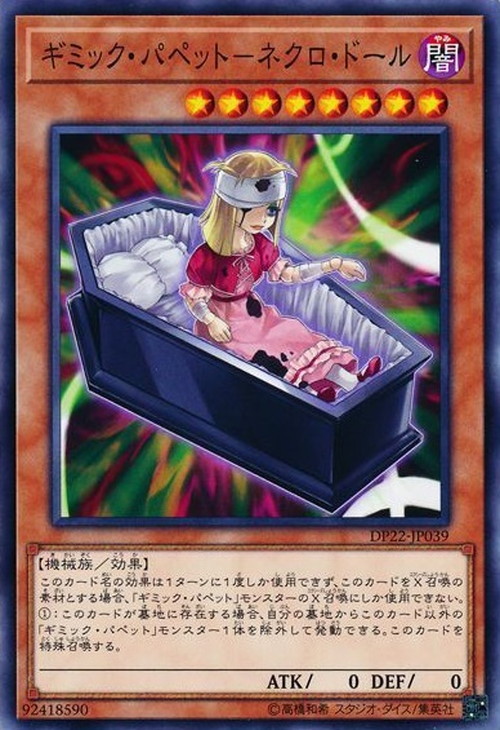 ギミック・パペット－ネクロ・ドール
闇
DP22-JP039
【機械族／効果】
このカード名の効果は１ターンに１度しか使用できず、このカードをＸ召喚の
素材とする場合、「ギミック・パペット」モンスターのＸ召喚にしか使用できない。
①：このカードが墓地に存在する場合、自分の墓地からこのカード以外の
「ギミック・パペット」モンスター１体を除外して発動できる。このカードを
特殊召喚する。
ATK/ 0 DEF/ 0
92418590 ©高橋和希 スタジオ・ダイス/集英社